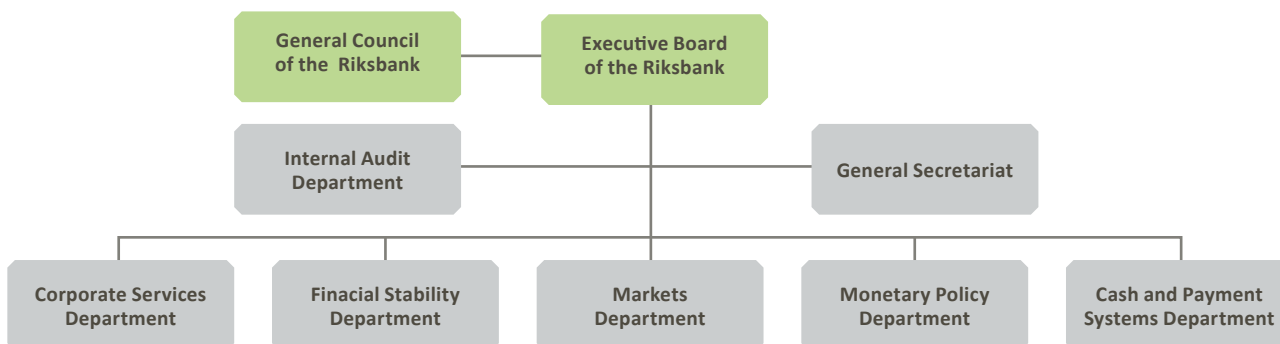 General Council
of the Riksbank
Executive Board
of the Riksbank
Internal Audit
Department
General Secretariat
Corporate Services
Department
Finacial Stability
Department
Markets
Department
Monetary Policy
Department
Cash and Payment
Systems Department